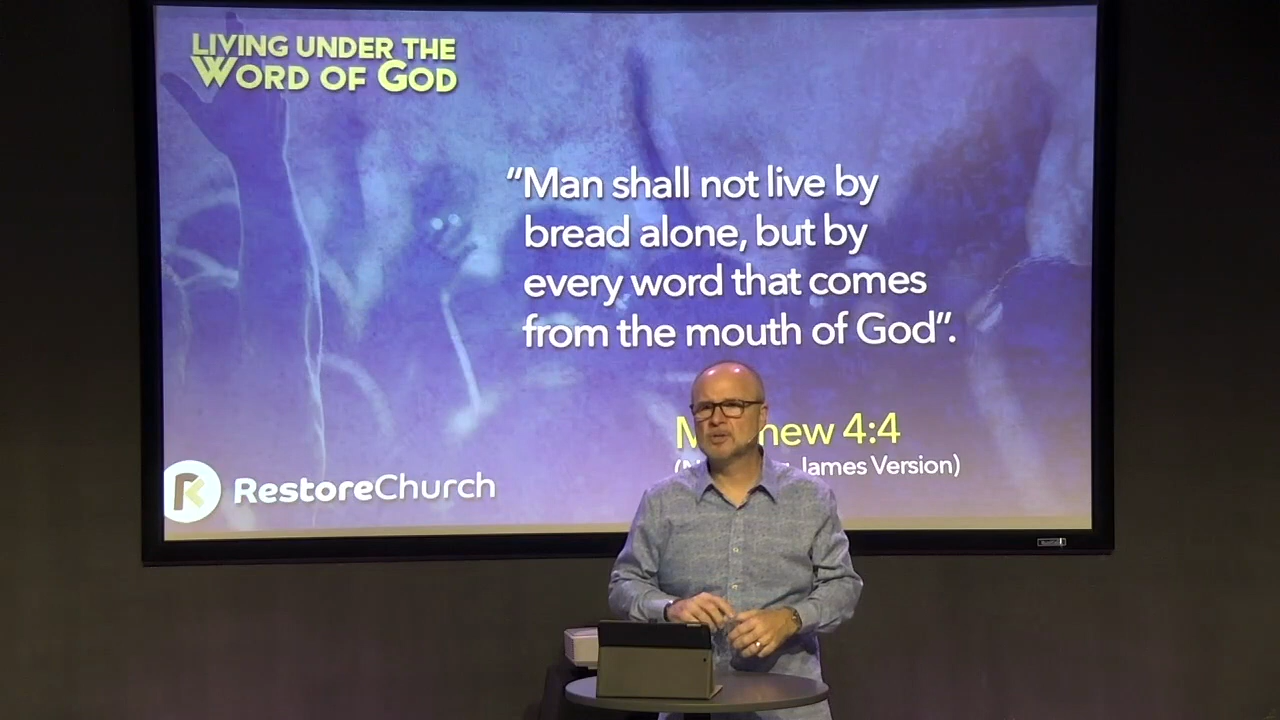 LIVING UNDER THE
WORD OF GOD
“Man shall not live by
bread alone, but by
every word that comes
from the mouth of God”.
4:4
James Version)
RestoreChurch